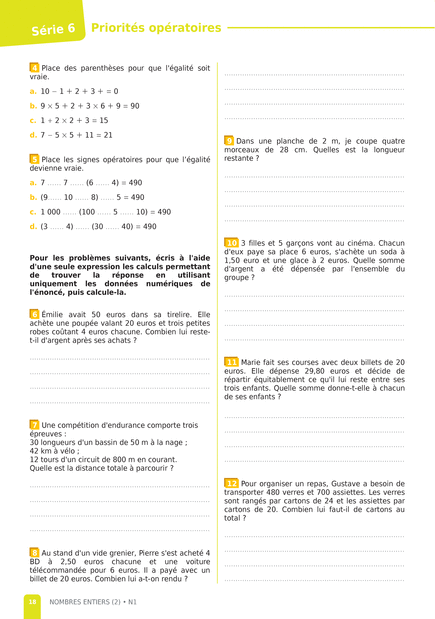 Série 6
Priorités opératoires
4 Place des parenthèses pour que l'égalité soit
vraie.
a. 10 − 1 + 2 + 3 + = 0
b. 9 × 5 + 2 + 3 × 6 + 9 = 90
c. 1 + 2 × 2 + 3 = 15
d. 7 − 5 × 5 + 11 = 21
5 Place les signes opératoires pour que l'égalité
devienne vraie.
a. 7 ...... 7 ...... (6 ...... 4) = 490
b. (9...... 10 ...... 8) ...... 5 = 490
c. 1 000 ...... (100 ...... 5 ...... 10) = 490
d. (3 ...... 4) ...... (30 ...... 40) = 490
Pour les problèmes suivants, écris à l'aide
d'une seule expression les calculs permettant
de trouver la réponse en utilisant
uniquement les données numériques de
l'énoncé, puis calcule-la.
6 Émilie avait 50 euros dans sa tirelire. Elle
achète une poupée valant 20 euros et trois petites
robes coûtant 4 euros chacune. Combien lui reste-
t-il d'argent après ses achats ?
7 Une compétition d'endurance comporte trois
épreuves :
30 longueurs d'un bassin de 50 m à la nage ;
42 km à vélo ;
12 tours d'un circuit de 800 m en courant.
Quelle est la distance totale à parcourir ?
8 Au stand d'un vide grenier, Pierre s'est acheté 4
BD à 2,50 euros chacune et une voiture
télécommandée pour 6 euros. Il a payé avec un
billet de 20 euros. Combien lui a-t-on rendu ?
9 Dans une planche de 2 m, je coupe quatre
morceaux de 28 cm. Quelles est la longueur
restante ?
10 3 filles et 5 garçons vont au cinéma. Chacun
d'eux paye sa place 6 euros, s'achète un soda à
1,50 euro et une glace à 2 euros. Quelle somme
d'argent a été dépensée par l'ensemble du
groupe ?
11 Marie fait ses courses avec deux billets de 20
euros. Elle dépense 29,80 euros et décide de
répartir équitablement ce qu'il lui reste entre ses
trois enfants. Quelle somme donne-t-elle à chacun
de ses enfants ?
12 Pour organiser un repas, Gustave a besoin de
transporter 480 verres et 700 assiettes. Les verres
sont rangés par cartons de 24 et les assiettes par
cartons de 20. Combien lui faut-il de cartons au
total ?
18 NOMBRES ENTIERS (2) • N1